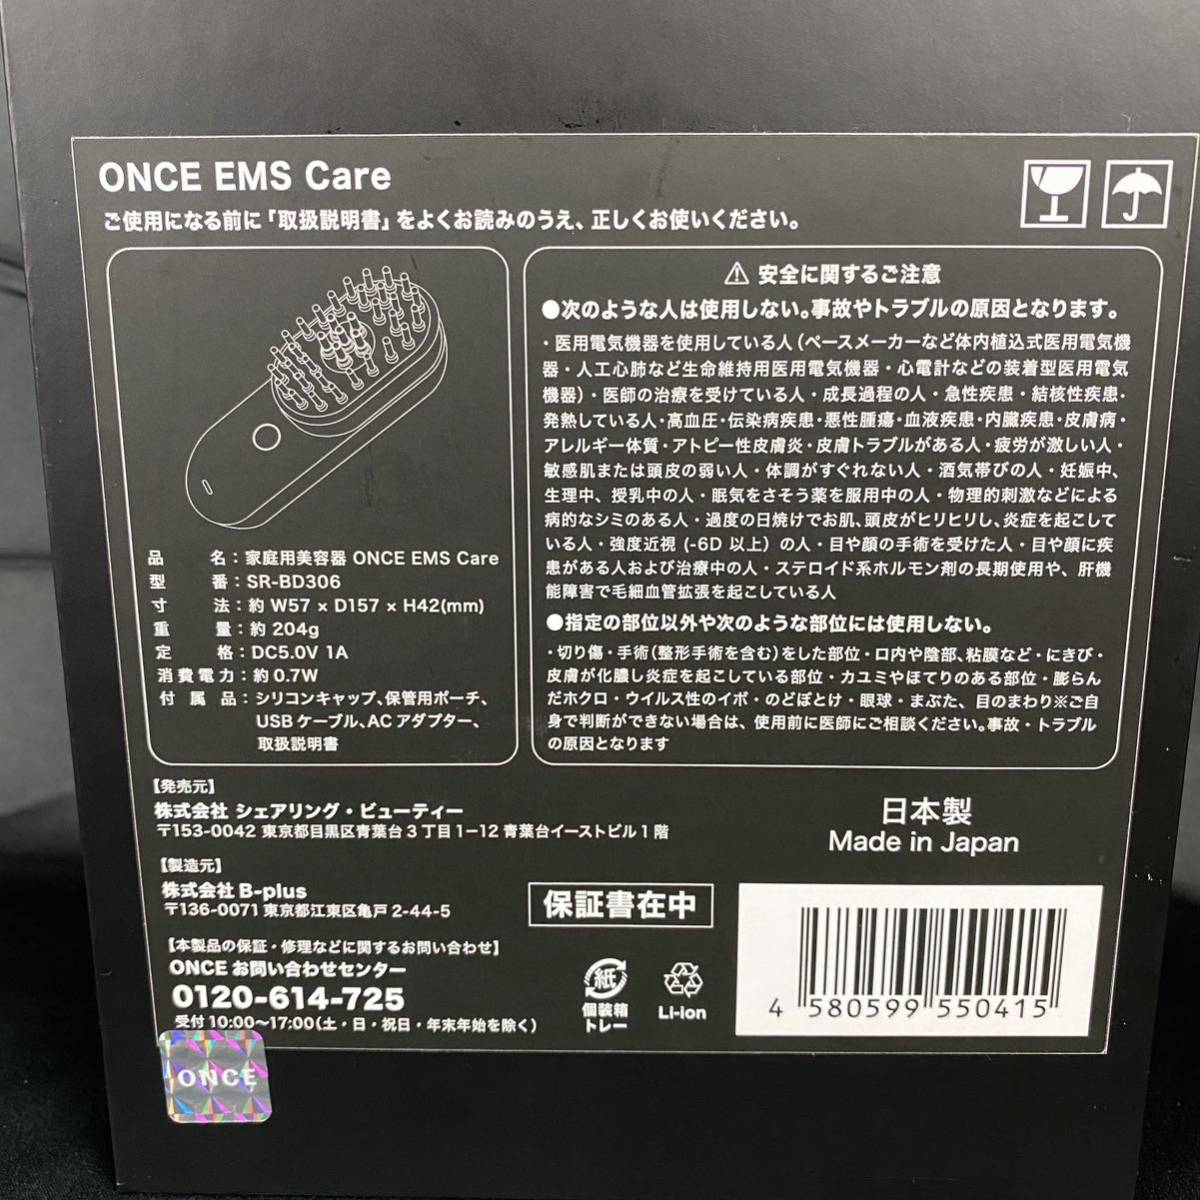 ONCE EMS Care
ご使用になる前に「取扱説明書」をよくお読みのうえ、正しくお使いください。
品 名：家庭用美容器 ONCE EMS Care
型 番：SR-BD306
寸 法：約 W57 × D157 × H42(mm)
重 量：約 204g
定 格：DC5.0V 1A
消費電力：約 0.7W
付 属 品：シリコンキャップ、保管用ポーチ、
USBケーブル、AC アダプター、
取扱説明書
⚠ 安全に関するご注意
●次のような人は使用しない。事故やトラブルの原因となります。
・医用電気機器を使用している人（ペースメーカーなど体内植込式医用電気機
器・人工心肺など生命維持用医用電気機器・心電計などの装着型医用電気
機器）・医師の治療を受けている人・成長過程の人・急性疾患・結核性疾患・
発熱している人・高血圧・伝染病疾患・悪性腫瘍・血液疾患・内臓疾患・皮膚病・
アレルギー体質・アトピー性皮膚炎・皮膚トラブルがある人・疲労が激しい人・
敏感肌または頭皮の弱い人・体調がすぐれない人・酒気帯びの人・妊娠中、
生理中、授乳中の人・眠気をさそう薬を服用中の人・物理的刺激などによる
病的なシミのある人・過度の日焼けでお肌、頭皮がヒリヒリし、炎症を起こして
いる人・強度近視 (-6D 以上）の人・目や顔の手術を受けた人・目や顔に疾
患がある人および治療中の人・ステロイド系ホルモン剤の長期使用や、肝機
能障害で毛細血管拡張を起こしている人
●指定の部位以外や次のような部位には使用しない。
・切り傷・手術（整形手術を含む）をした部位・口内や陰部、粘膜など・にきび・
皮膚が化膿し炎症を起こしている部位・カユミやほてりのある部位・膨らん
だホクロ・ウイルス性のイボ・のどぼとけ・眼球・まぶた、目のまわり※ご自
身で判断ができない場合は、使用前に医師にご相談ください。事故・トラブル
の原因となります
【発売元】
株式会社 シェアリング・ビューティー
〒153-0042 東京都目黒区青葉台３丁目1−12 青葉台イーストビル１階
【製造元】
株式会社 B-plus
〒136-0071 東京都江東区亀戸 2-44-5
【本製品の保証・修理などに関するお問い合わせ】
ONCE お問い合わせセンター
0120-614-725
受付 10:00〜17:00（土・日・祝日・年末年始を除く）
日本製
Made in Japan
保証書在中
紙
個装箱
トレー
Li-ion
4 580599 550415
ONCE